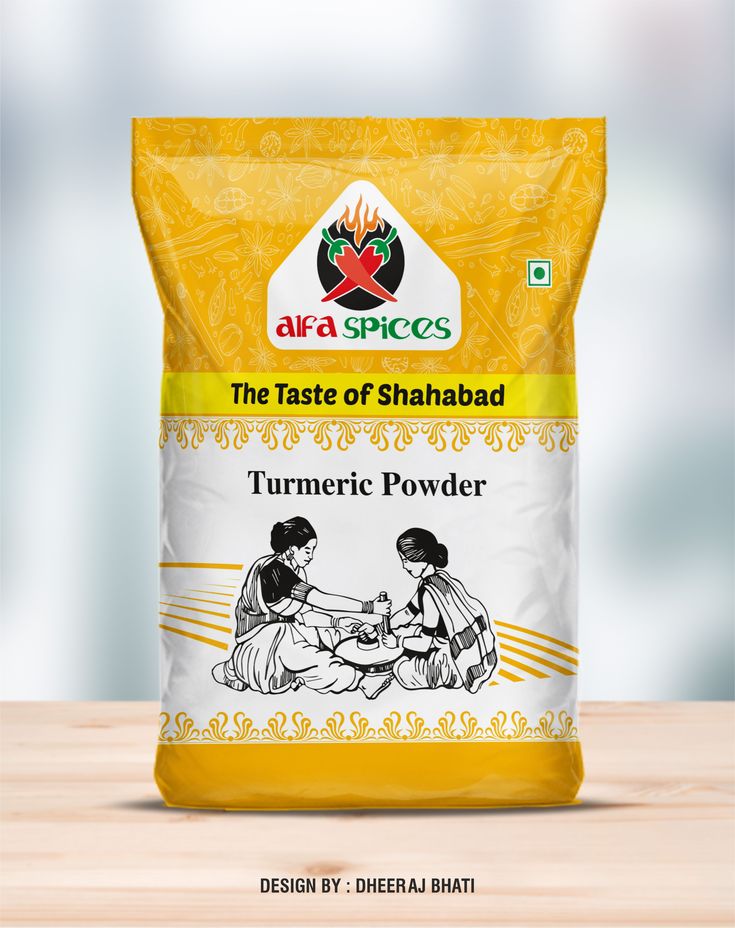 alfa spices
The Taste of Shahabad
Turmeric Powder
DESIGN BY : DHEERAJ BHATI